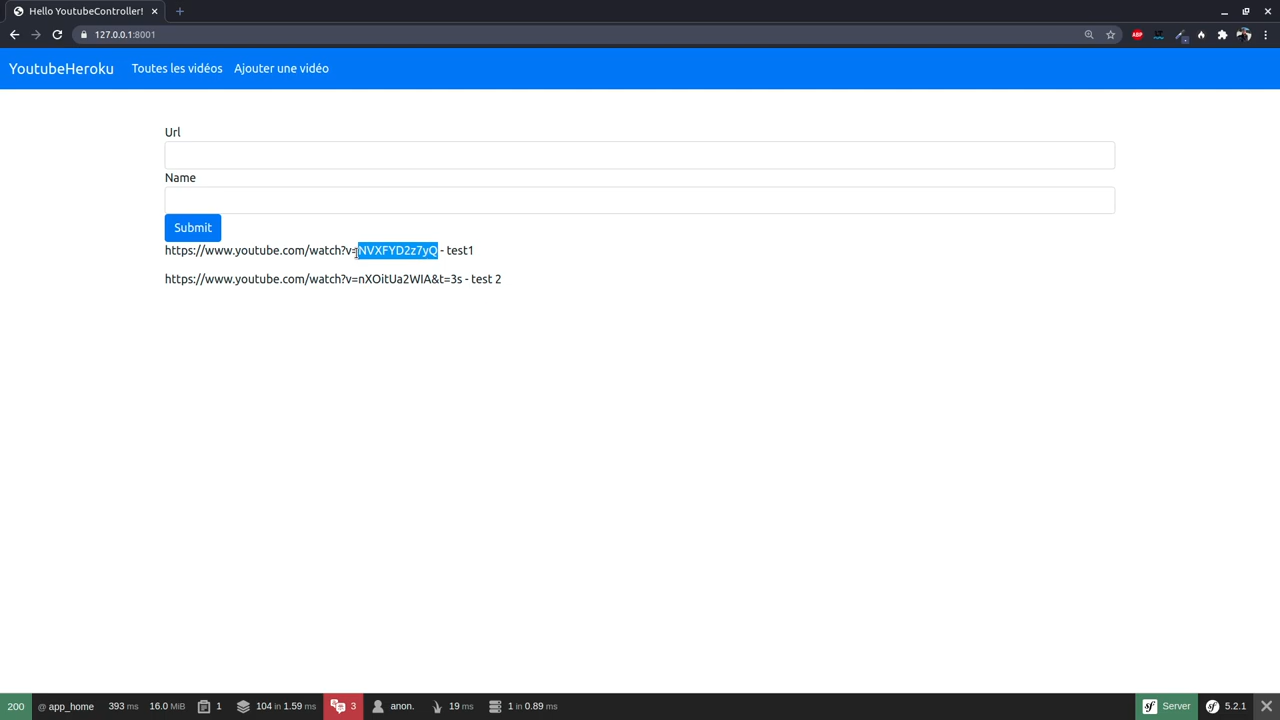 Hello YoutubeController!
127.0.0.1:8001
ABP
YoutubeHeroku Toutes les vidéos Ajouter une vidéo
Url
Name
Submit
https://www.youtube.com/watch?v=NVXFYD2z7yQ - test1
https://www.youtube.com/watch?v=nXOitUa2WIA&t=3s - test 2
200 @ app_home 393 ms 16.0 MiB 1 104 in 1.59 ms 3 anon. 19 ms 1 in 0.89 ms Server 5.2.1